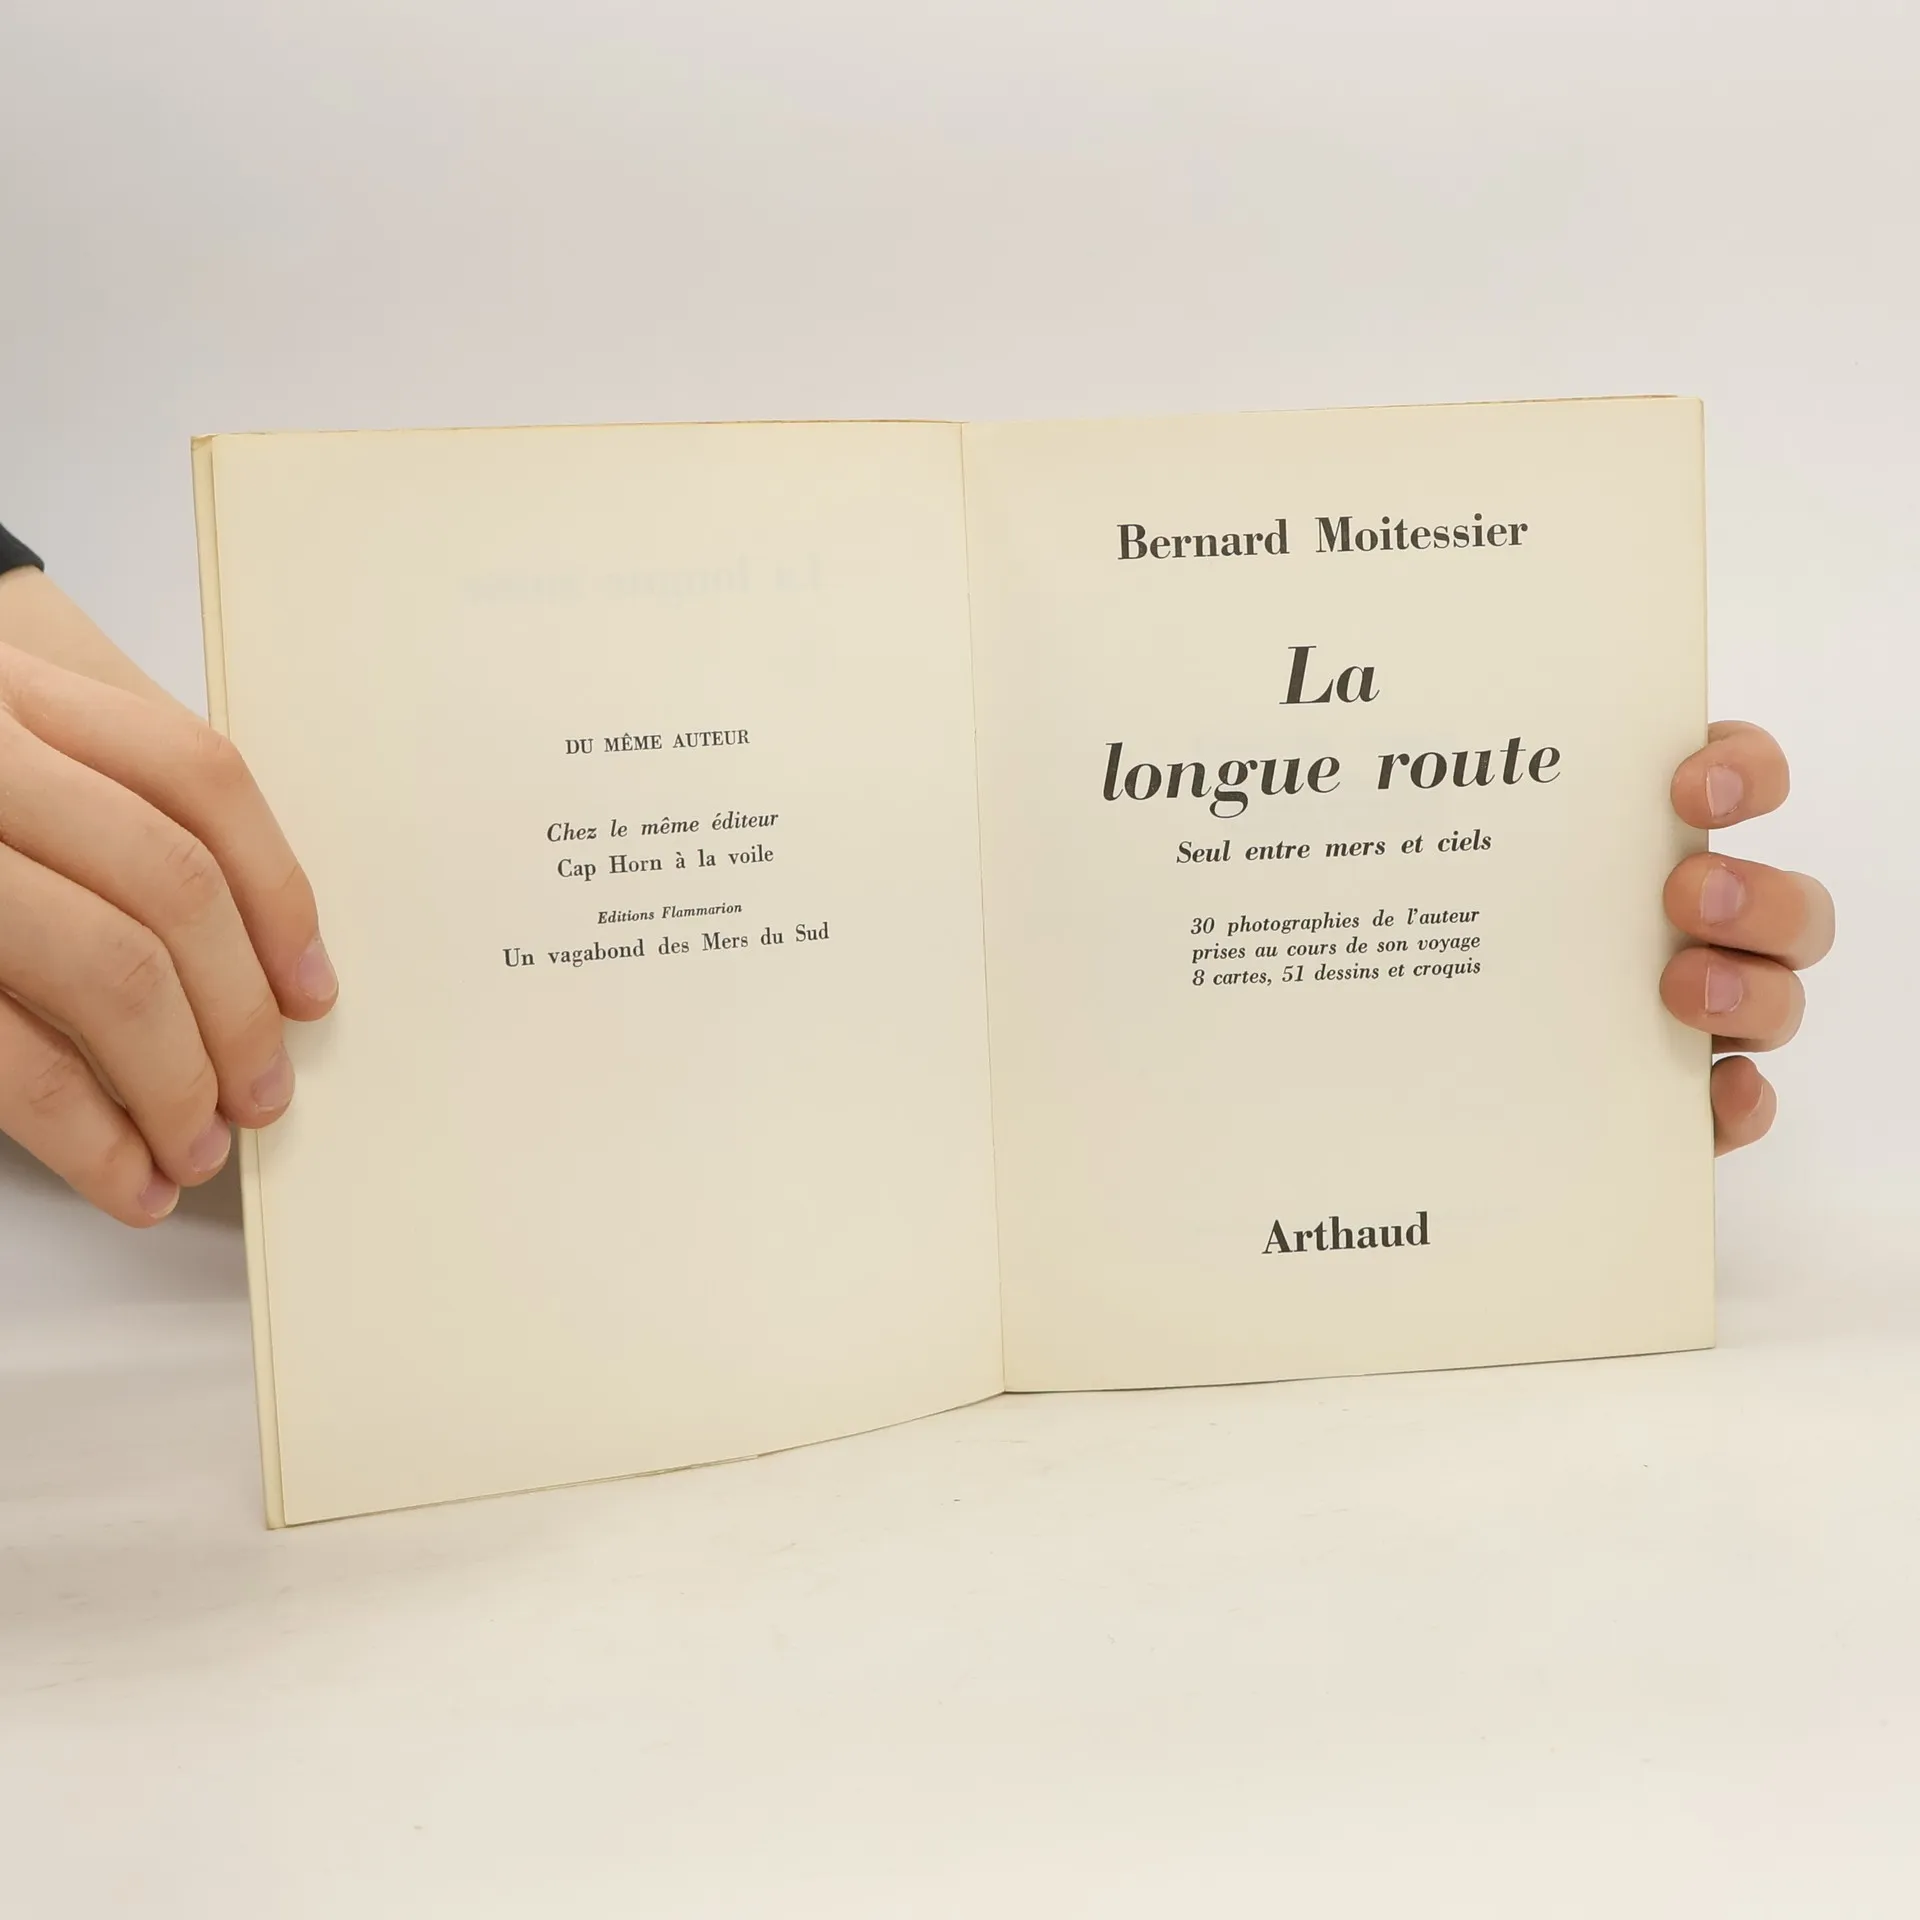 DU MÊME AUTEUR
Chez le même éditeur
Cap Horn à la voile
Editions Flammarion
Un vagabond des Mers du Sud
Bernard Moitessier
La
longue route
Seul entre mers et ciels
30 photographies de l'auteur
prises au cours de son voyage
8 cartes, 51 dessins et croquis
Arthaud